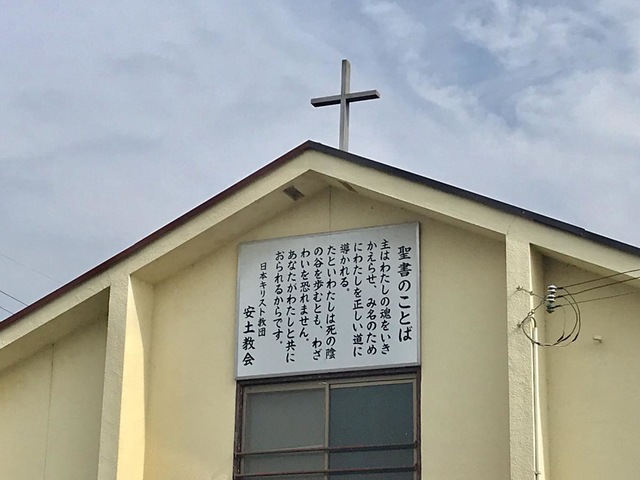 聖書のことば
主はわたしの魂をいき
かえらせ、み名のため
にわたしを正しい道に
導かれる。
たといわたしは死の陰
の谷を歩むとも、わざ
わいを恐れません。
あなたがわたしと共に
おられるからです。
日本キリスト教団
安土教会